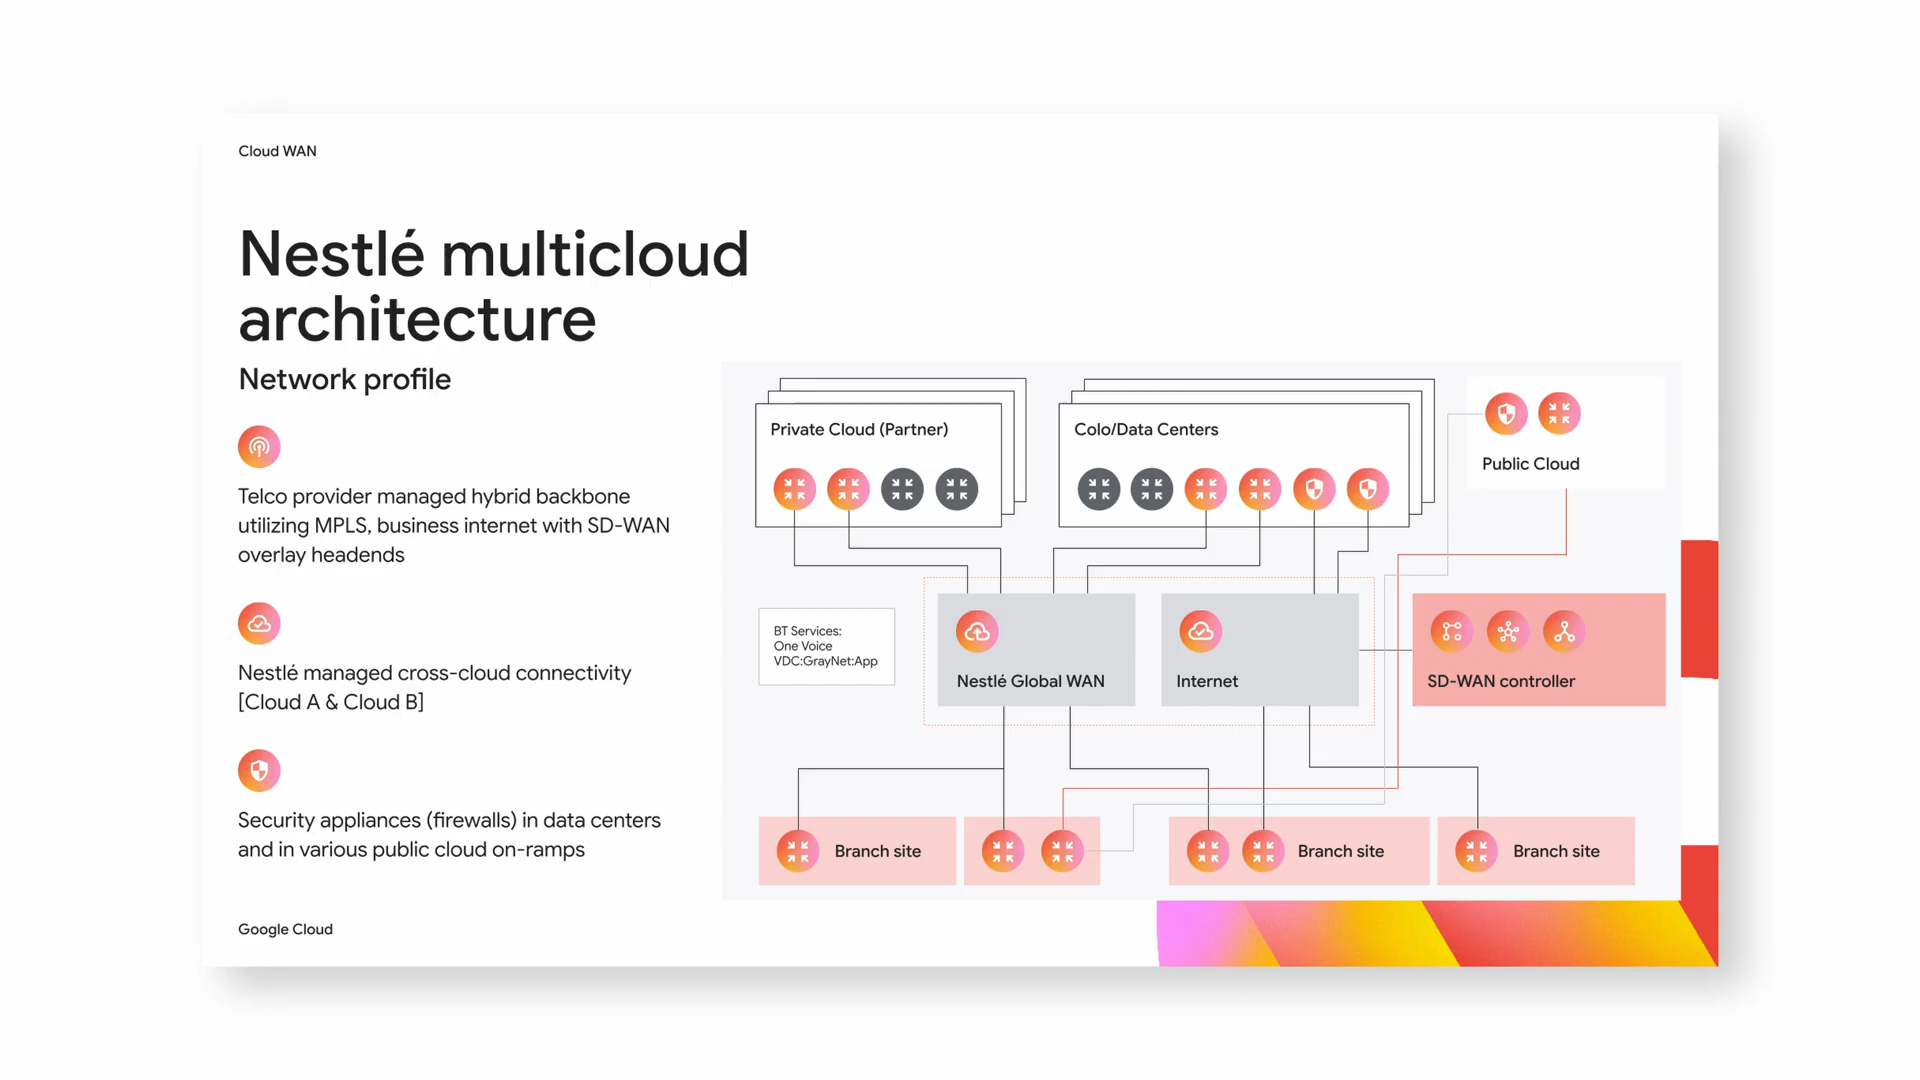 Cloud WAN
Nestlé multicloud
architecture
Network profile
Telco provider managed hybrid backbone
utilizing MPLS, business internet with SD-WAN
overlay headends
Nestlé managed cross-cloud connectivity
[Cloud A & Cloud B]
Security appliances (firewalls) in data centers
and in various public cloud on-ramps
Google Cloud
Private Cloud (Partner)
Colo/Data Centers
Public Cloud
BT Services:
One Voice
VDC:GrayNet:App
Nestlé Global WAN
Internet
SD-WAN controller
Branch site
Branch site
Branch site